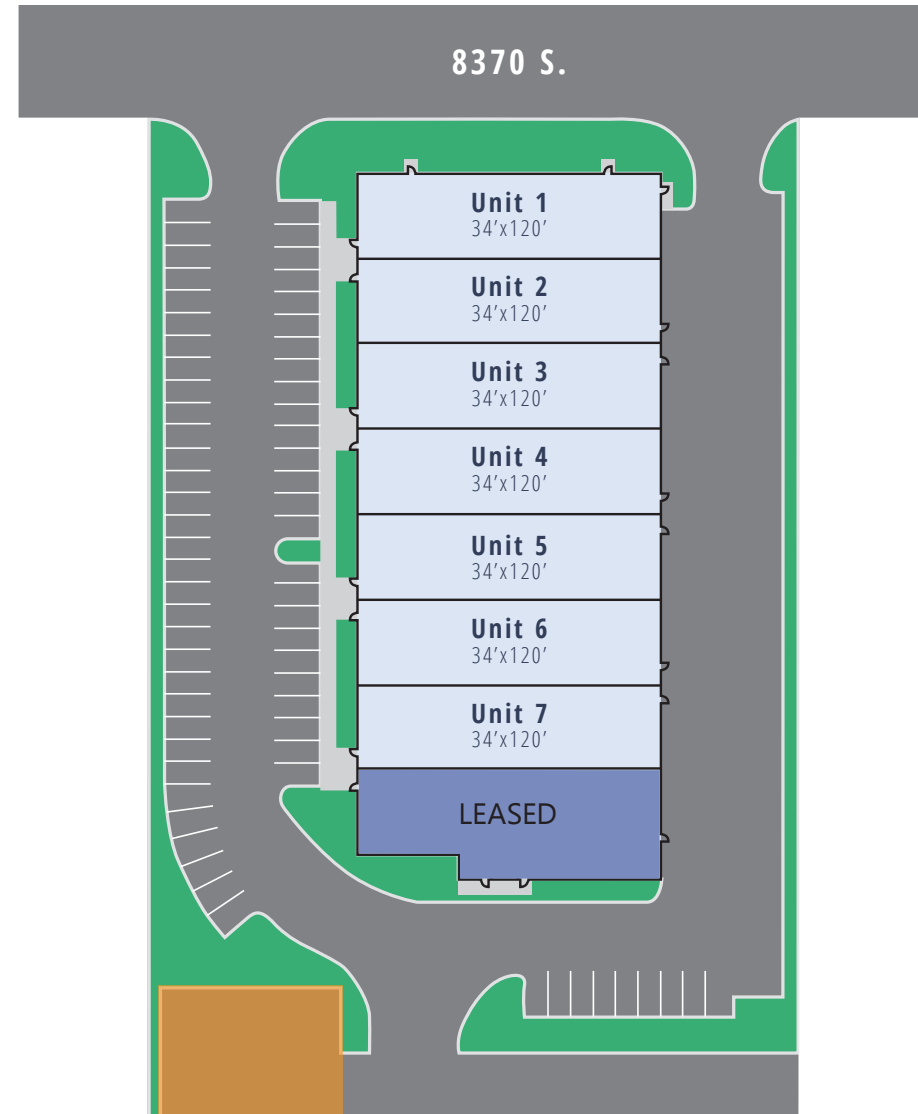 8370 S.
Unit 1
34’x120’
Unit 2
34’x120’
Unit 3
34’x120’
Unit 4
34’x120’
Unit 5
34’x120’
Unit 6
34’x120’
Unit 7
34’x120’
LEASED